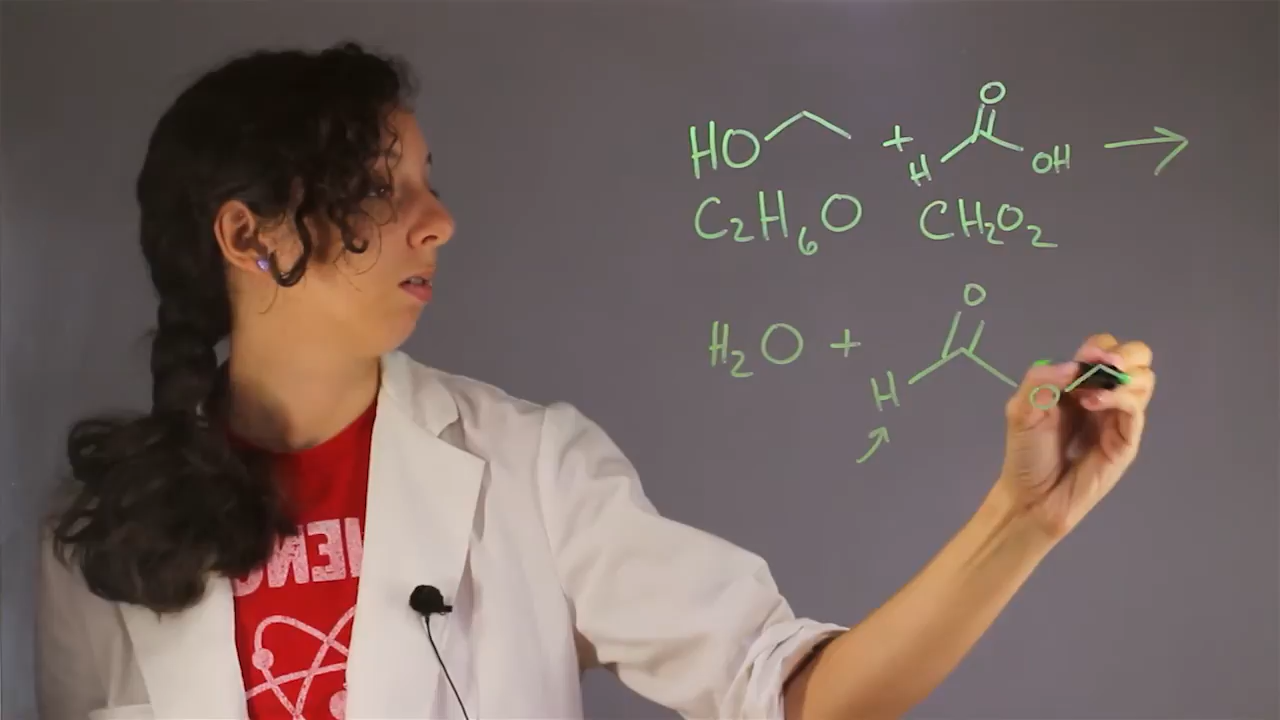 HO + H O OH →
C₂H₆O CH₂O₂
H₂O + H O O